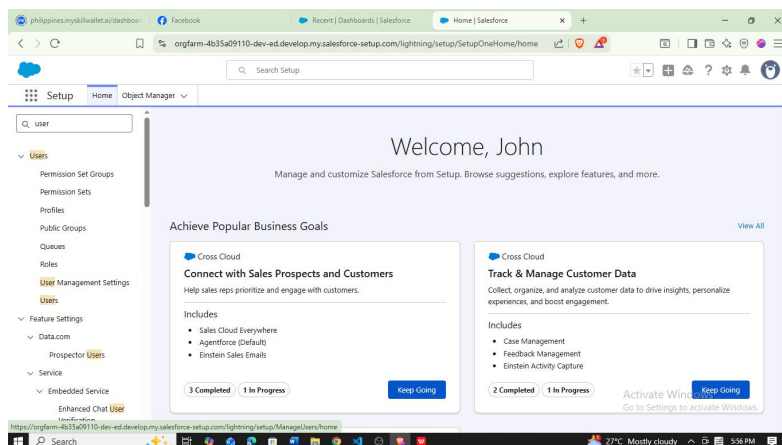 philippines.myskillwallet.ai/dashboar
Facebook
Recent | Dashboards | Salesforce
Home | Salesforce
orgfarm-4b35a09110-dev-ed.develop.my.salesforce-setup.com/lightning/setup/SetupOneHome/home
Search Setup
Setup
Home
Object Manager
user
Users
Permission Set Groups
Permission Sets
Profiles
Public Groups
Queues
Roles
User Management Settings
Users
Feature Settings
Data.com
Prospector Users
Service
Embedded Service
Enhanced Chat User
Verification
Welcome, John
Manage and customize Salesforce from Setup. Browse suggestions, explore features, and more.
Achieve Popular Business Goals
View All
Cross Cloud
Connect with Sales Prospects and Customers
Help sales reps prioritize and engage with customers.
Includes
Sales Cloud Everywhere
Agentforce (Default)
Einstein Sales Emails
3 Completed
1 In Progress
Keep Going
Cross Cloud
Track & Manage Customer Data
Collect, organize, and analyze customer data to drive insights, personalize
experiences, and boost engagement.
Includes
Case Management
Feedback Management
Einstein Activity Capture
2 Completed
1 In Progress
Keep Going
Activate Windows
Go to Settings to activate Windows.
https://orgfarm-4b35a09110-dev-ed.develop.my.salesforce-setup.com/lightning/setup/ManageUsers/home
Search
27°C Mostly cloudy
5:56 PM